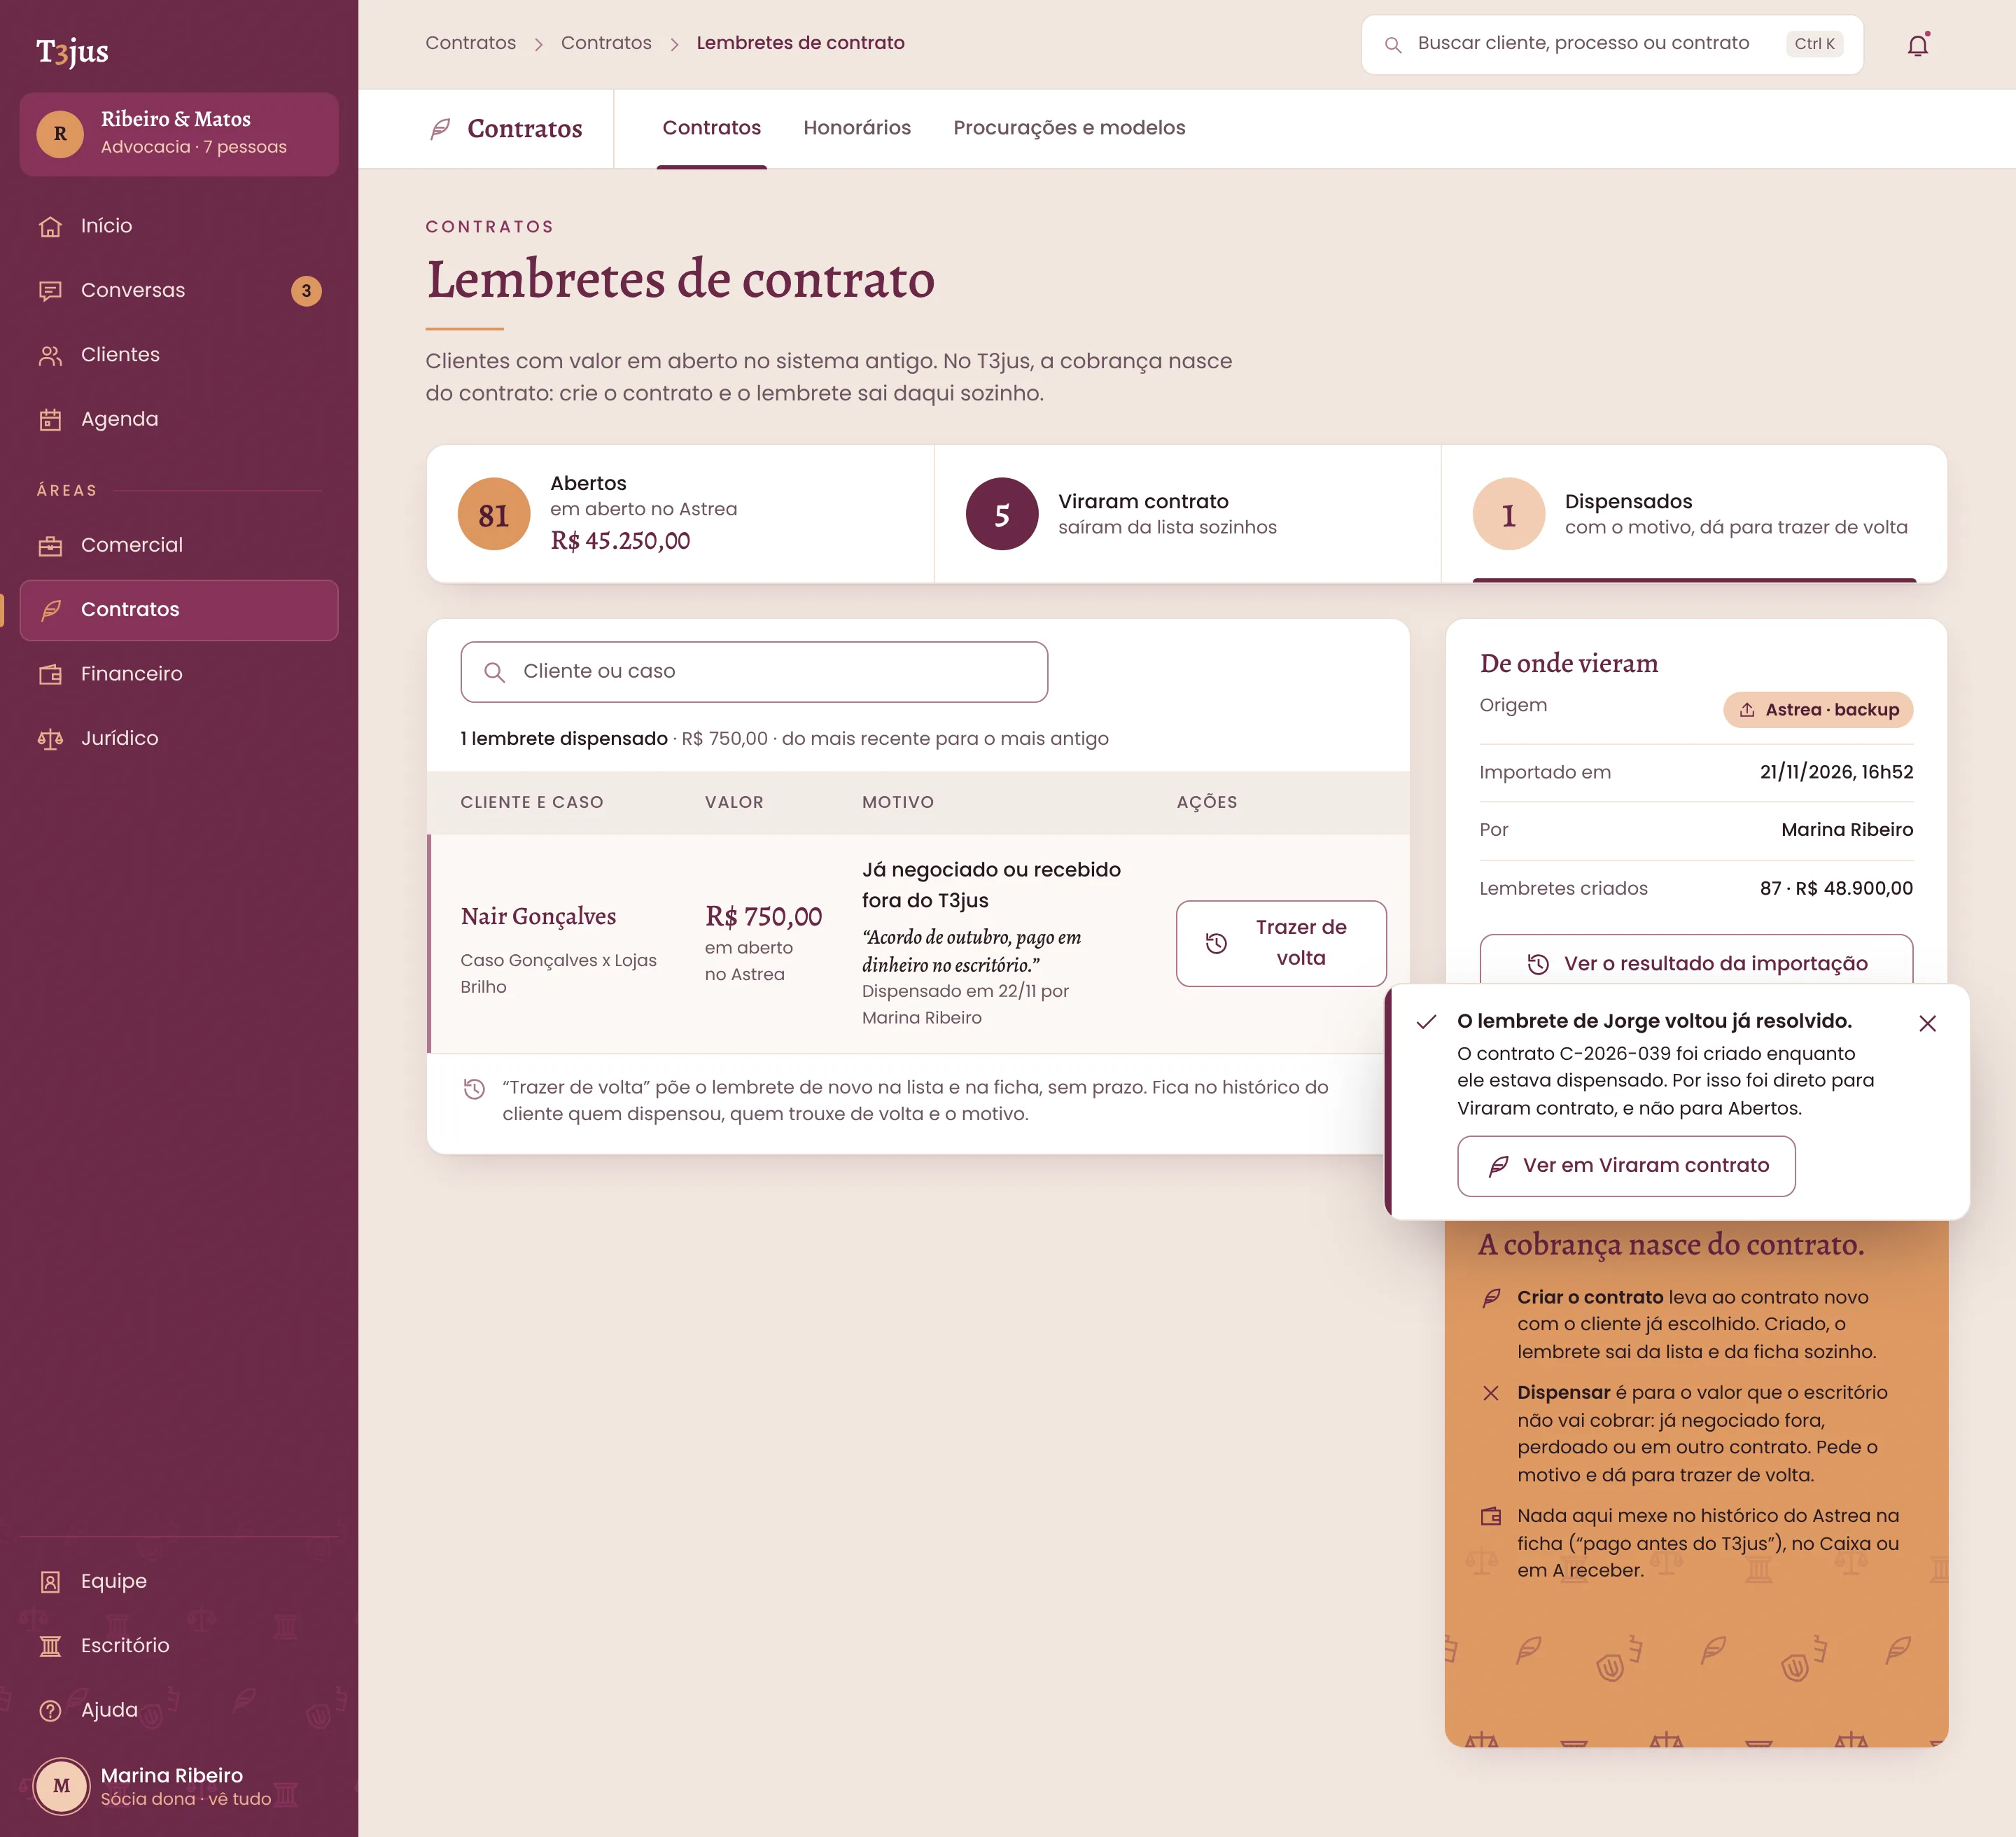 T3jus
R
Ribeiro & Matos
Advocacia · 7 pessoas
Início
Conversas
3
Clientes
Agenda
ÁREAS
Comercial
Contratos
Financeiro
Jurídico
Equipe
Escritório
Ajuda
M
Marina Ribeiro
Sócia dona · vê tudo
Contratos
Contratos
Lembretes de contrato
Buscar cliente, processo ou contrato
Ctrl K
Contratos
Contratos
Honorários
Procurações e modelos
CONTRATOS
Lembretes de contrato
Clientes com valor em aberto no sistema antigo. No T3jus, a cobrança nasce
do contrato: crie o contrato e o lembrete sai daqui sozinho.
81
Abertos
em aberto no Astrea
R$ 45.250,00
5
Viraram contrato
saíram da lista sozinhos
1
Dispensados
com o motivo, dá para trazer de volta
Cliente ou caso
1 lembrete dispensado · R$ 750,00 · do mais recente para o mais antigo
CLIENTE E CASO
VALOR
MOTIVO
AÇÕES
Nair Gonçalves
Caso Gonçalves x Lojas
Brilho
R$ 750,00
em aberto
no Astrea
Já negociado ou recebido
fora do T3jus
“Acordo de outubro, pago em
dinheiro no escritório.”
Dispensado em 22/11 por
Marina Ribeiro
Trazer de
volta
“Trazer de volta” põe o lembrete de novo na lista e na ficha, sem prazo. Fica no histórico do
cliente quem dispensou, quem trouxe de volta e o motivo.
De onde vieram
Origem
Astrea · backup
Importado em
21/11/2026, 16h52
Por
Marina Ribeiro
Lembretes criados
87 · R$ 48.900,00
Ver o resultado da importação
O lembrete de Jorge voltou já resolvido.
O contrato C-2026-039 foi criado enquanto
ele estava dispensado. Por isso foi direto para
Viraram contrato, e não para Abertos.
Ver em Viraram contrato
A cobrança nasce do contrato.
Criar o contrato leva ao contrato novo
com o cliente já escolhido. Criado, o
lembrete sai da lista e da ficha sozinho.
Dispensar é para o valor que o escritório
não vai cobrar: já negociado fora,
perdoado ou em outro contrato. Pede o
motivo e dá para trazer de volta.
Nada aqui mexe no histórico do Astrea na
ficha (“pago antes do T3jus”), no Caixa ou
em A receber.